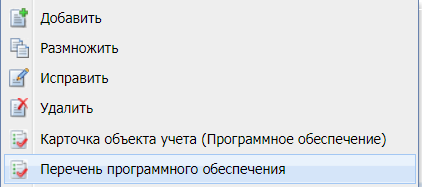 Добавить
Размножить
Исправить
Удалить
Карточка объекта учета (Программное обеспечение)
Перечень программного обеспечения